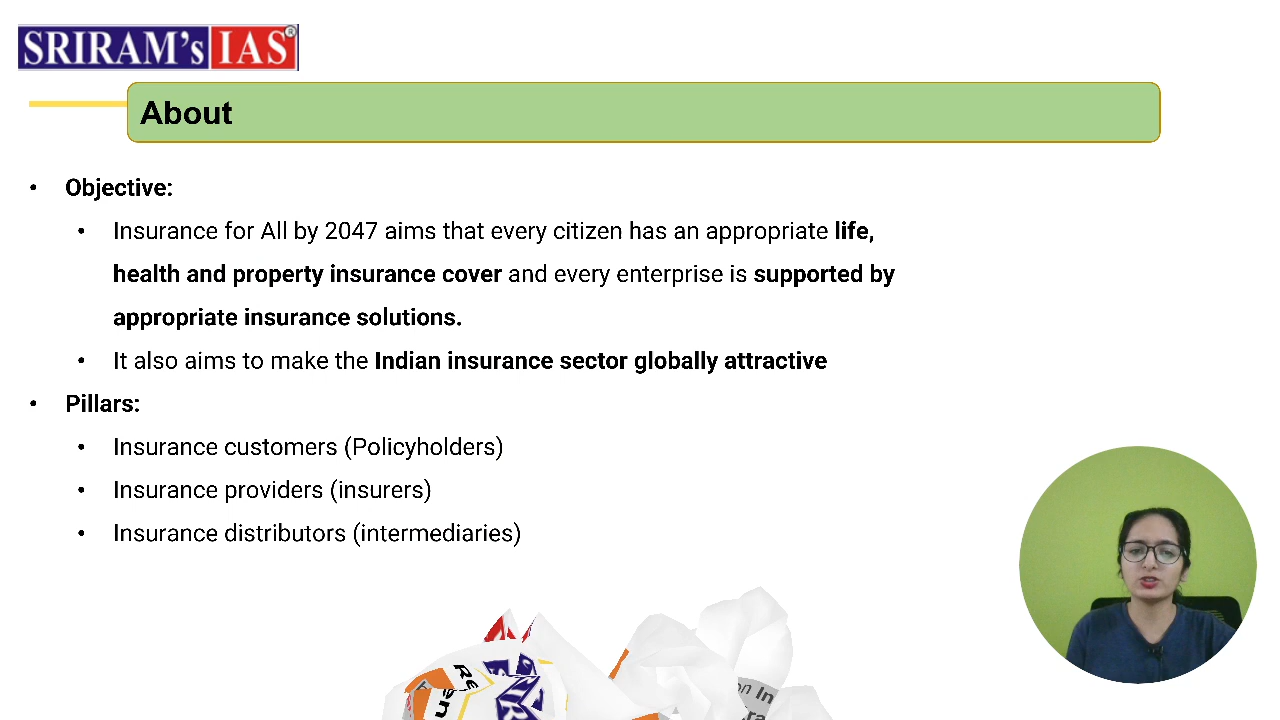 SRIRAM's IAS®
About
• Objective:
• Insurance for All by 2047 aims that every citizen has an appropriate life,
health and property insurance cover and every enterprise is supported by
appropriate insurance solutions.
• It also aims to make the Indian insurance sector globally attractive
• Pillars:
• Insurance customers (Policyholders)
• Insurance providers (insurers)
• Insurance distributors (intermediaries)
on In